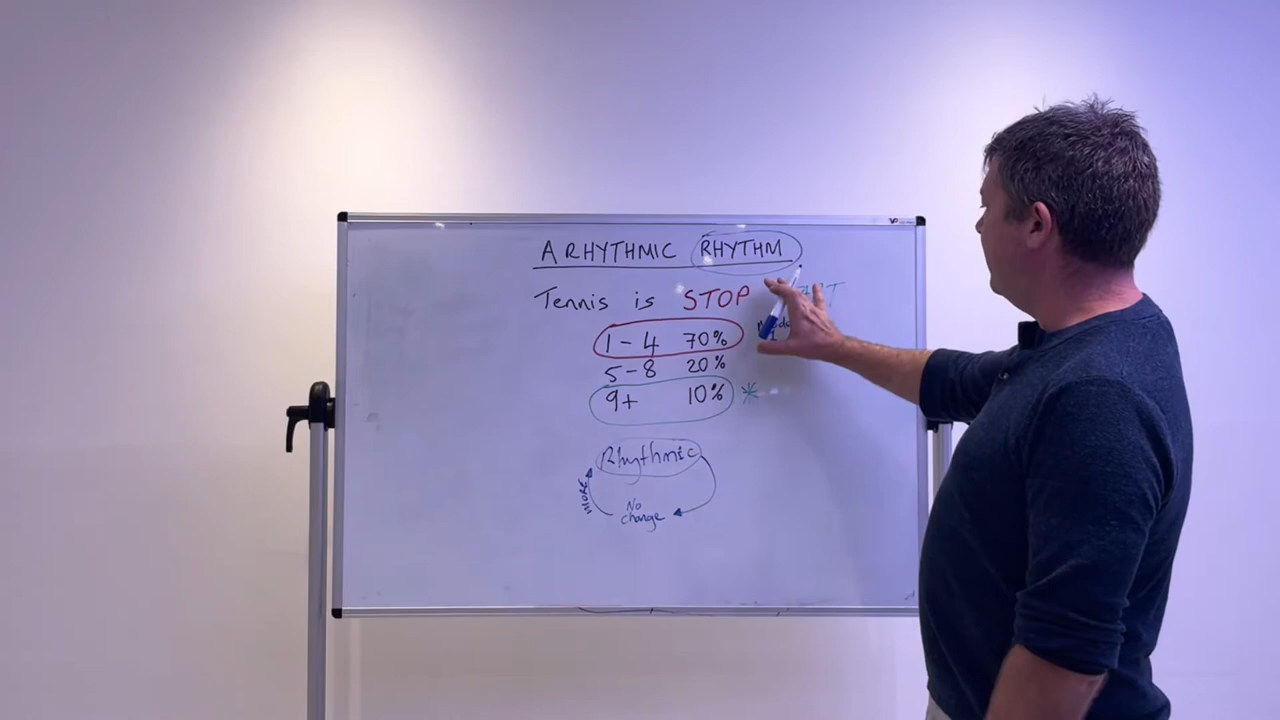 ARHYTHMIC RHYTHM
Tennis is STOP
1 - 4 70%
5 - 8 20%
9+ 10% *
Rhythmic
MORE
No
change